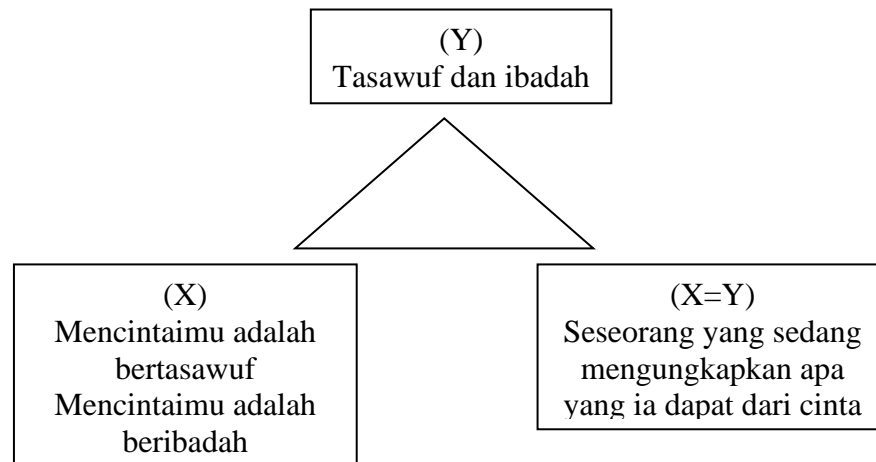 (Y)
Tasawuf dan ibadah
(X)
Mencintaimu adalah
bertasawuf
Mencintaimu adalah
beribadah
(X=Y)
Seseorang yang sedang
mengungkapkan apa
yang ia dapat dari cinta